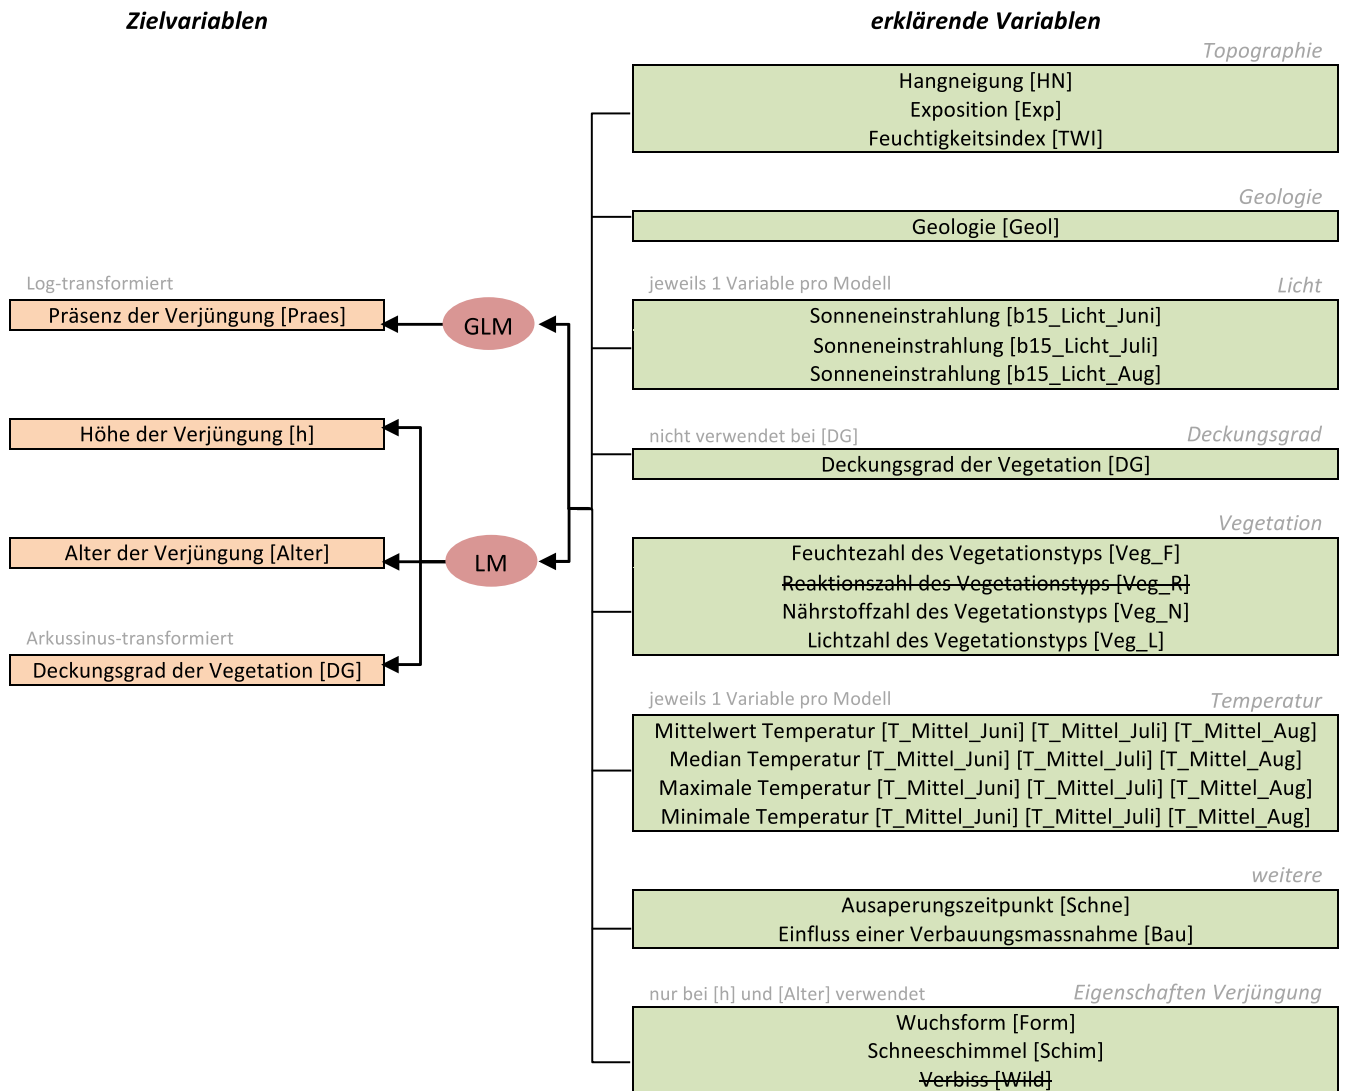 Zielvariablen
erklärende Variablen
Topographie
Hangneigung [HN]
Exposition [Exp]
Feuchtigkeitsindex [TWI]
Geologie
Geologie [Geol]
Log-transformiert
Präsenz der Verjüngung [Praes]
GLM
jeweils 1 Variable pro Modell
Licht
Sonneneinstrahlung [b15_Licht_Juni]
Sonneneinstrahlung [b15_Licht_Juli]
Sonneneinstrahlung [b15_Licht_Aug]
Höhe der Verjüngung [h]
nicht verwendet bei [DG]
Deckungsgrad
Deckungsgrad der Vegetation [DG]
Alter der Verjüngung [Alter]
LM
Vegetation
Feuchtezahl des Vegetationstyps [Veg_F]
Reaktionszahl des Vegetationstyps [Veg_R]
Nährstoffzahl des Vegetationstyps [Veg_N]
Lichtzahl des Vegetationstyps [Veg_L]
Arkussinus-transformiert
Deckungsgrad der Vegetation [DG]
jeweils 1 Variable pro Modell
Temperatur
Mittelwert Temperatur [T_Mittel_Juni] [T_Mittel_Juli] [T_Mittel_Aug]
Median Temperatur [T_Mittel_Juni] [T_Mittel_Juli] [T_Mittel_Aug]
Maximale Temperatur [T_Mittel_Juni] [T_Mittel_Juli] [T_Mittel_Aug]
Minimale Temperatur [T_Mittel_Juni] [T_Mittel_Juli] [T_Mittel_Aug]
weitere
Ausaperungszeitpunkt [Schne]
Einfluss einer Verbauungsmassnahme [Bau]
nur bei [h] und [Alter] verwendet
Eigenschaften Verjüngung
Wuchsform [Form]
Schneeschimmel [Schim]
Verbiss [Wild]